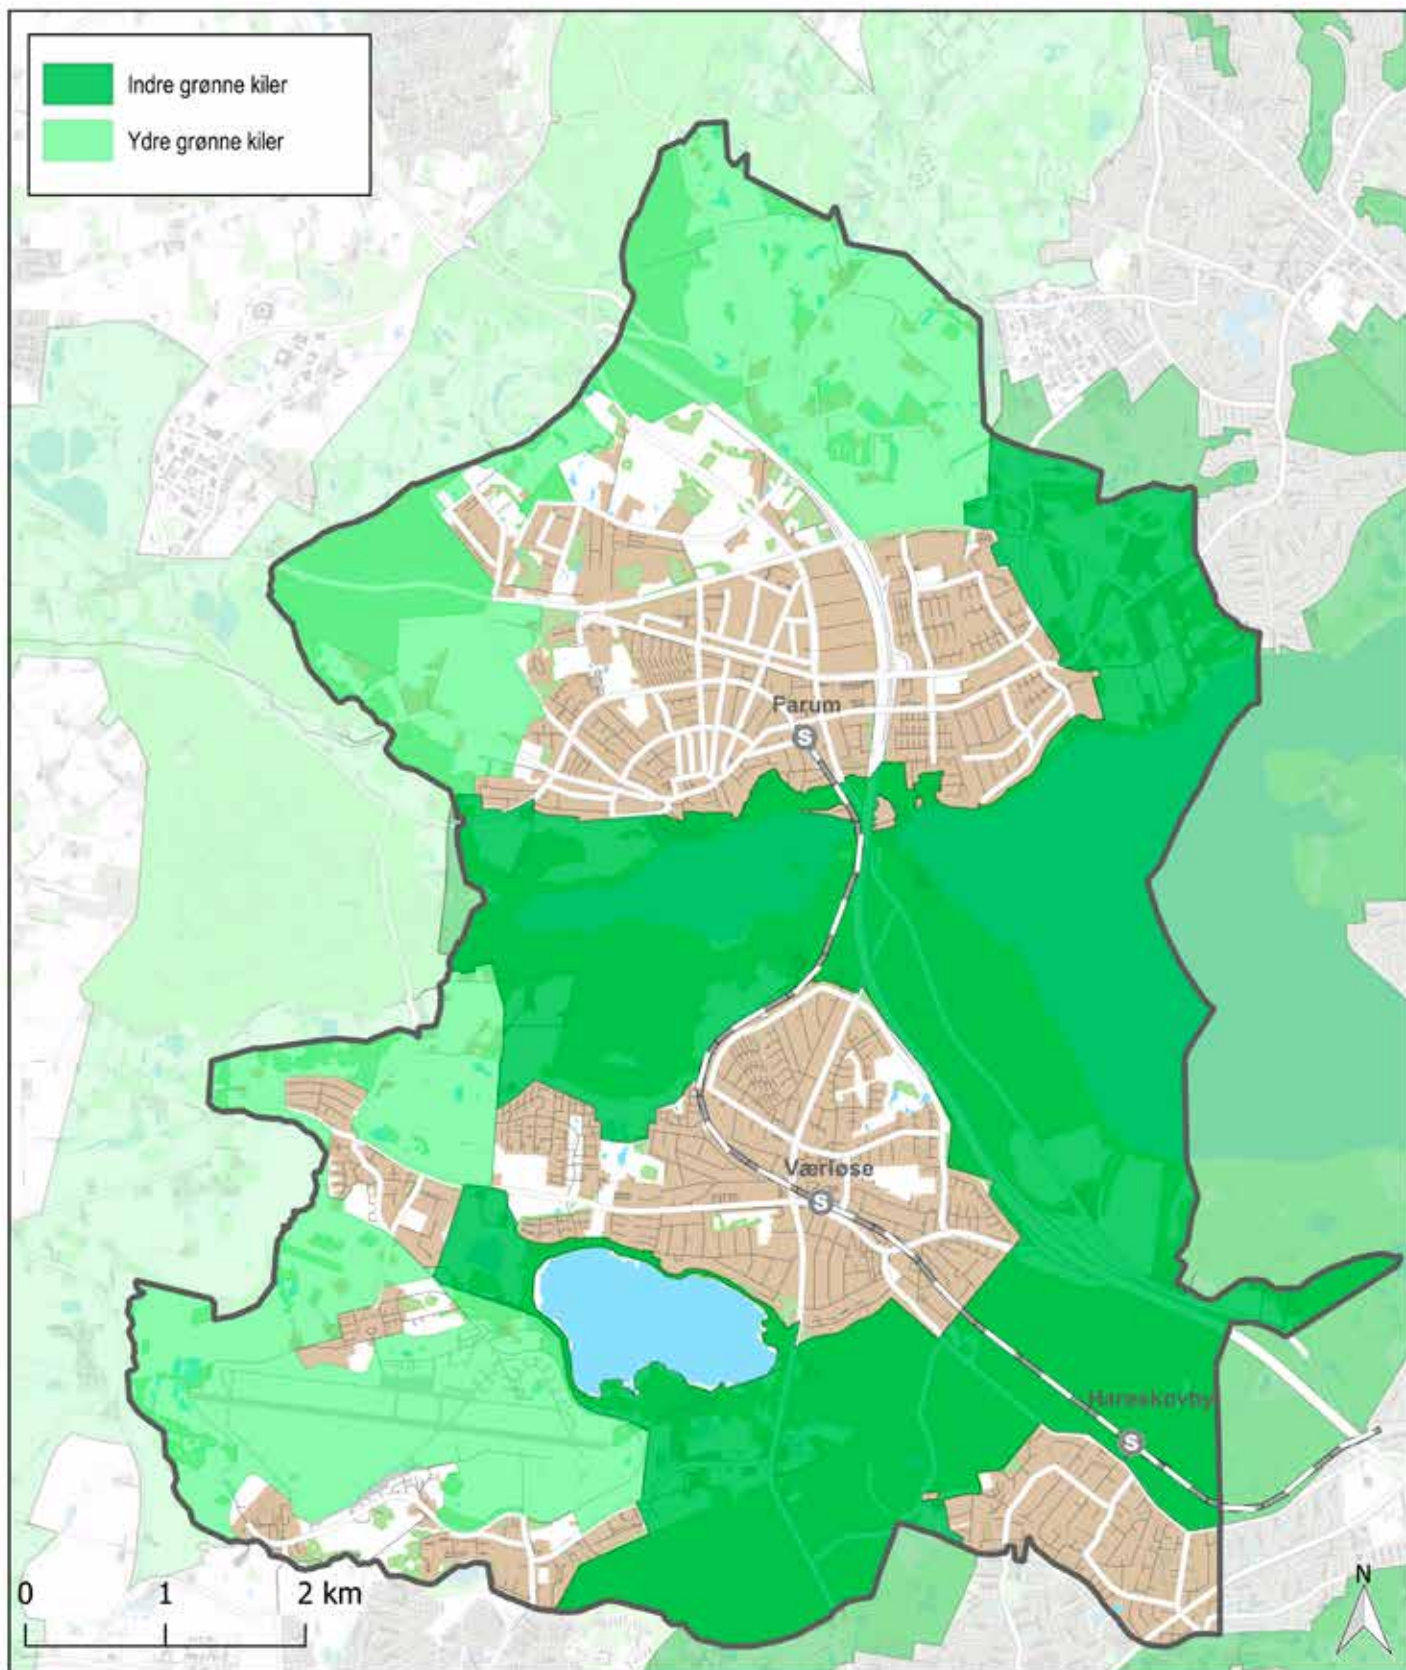 Indre grønne kiler
Ydre grønne kiler
Farum
S
Værløse
S
Hareskovby
S
0 1 2 km
N